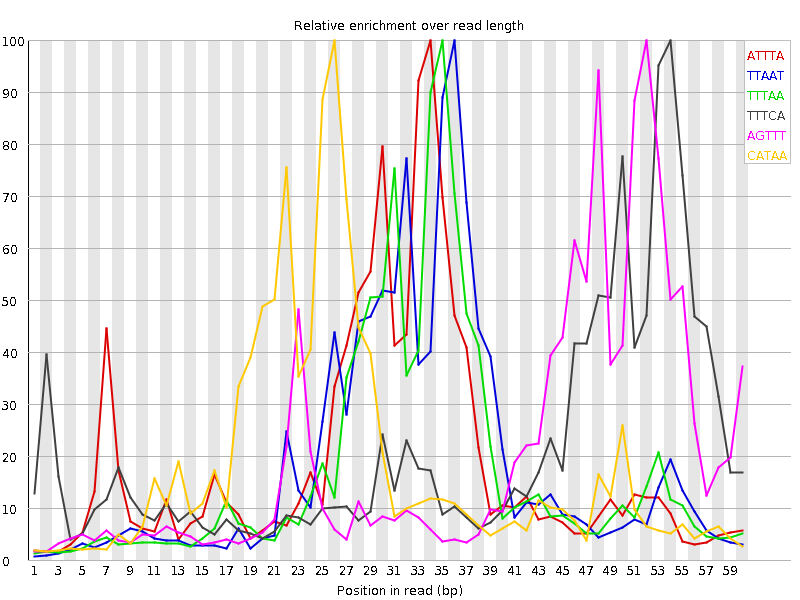 Relative enrichment over read length
100
90
80
70
60
50
40
30
20
10
0
ATTTA
TTAAT
TTTAA
TTTCA
AGTTT
CATAA
1 3 5 7 9 11 13 15 17 19 21 23 25 27 29 31 33 35 37 39 41 43 45 47 49 51 53 55 57 59
Position in read (bp)